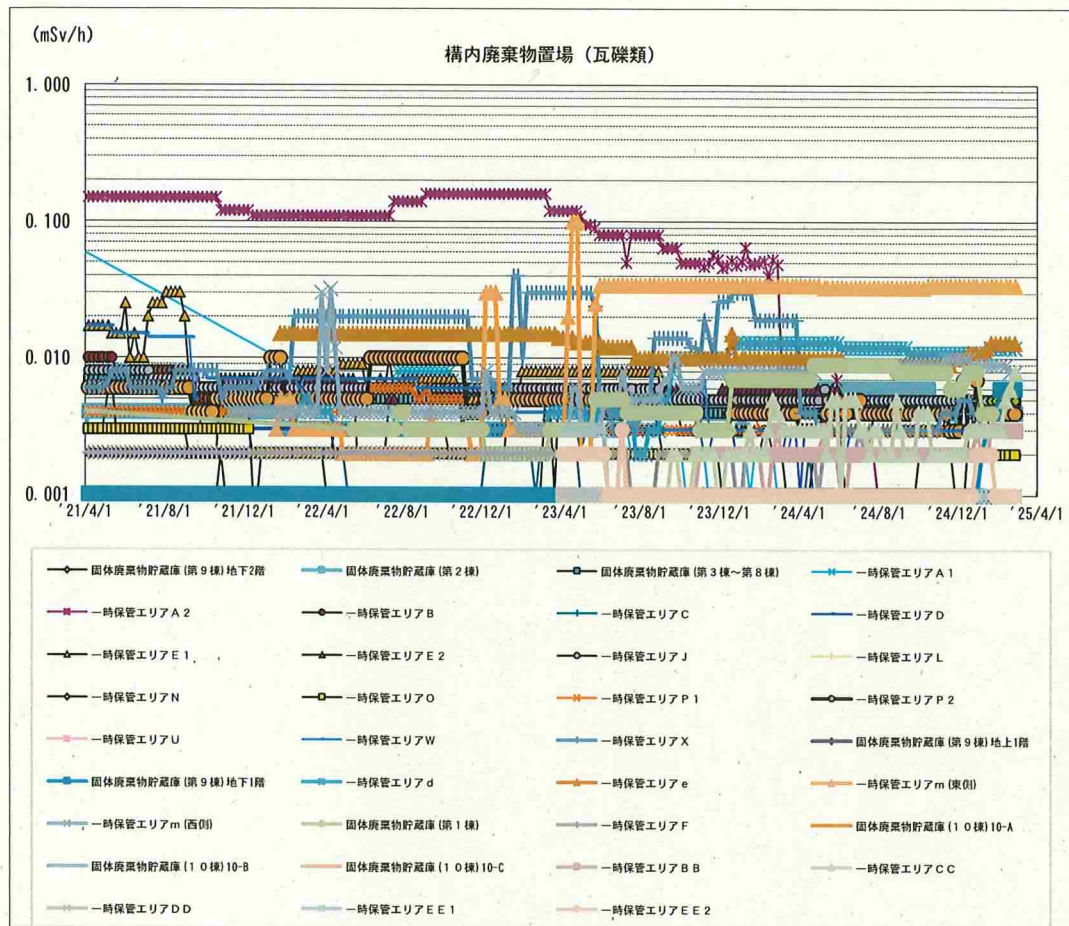 (mSv/h)
構内廃棄物置場（瓦礫類）
1.000
0.100
0.010
0.001
'21/4/1 '21/8/1 '21/12/1 '22/4/1 '22/8/1 '22/12/1 '23/4/1 '23/8/1 '23/12/1 '24/4/1 '24/8/1 '24/12/1 '25/4/1
固体廃棄物貯蔵庫(第９棟)地下2階 固体廃棄物貯蔵庫(第２棟) 固体廃棄物貯蔵庫(第３棟～第８棟) 一時保管エリアＡ１
一時保管エリアＡ２ 一時保管エリアＢ 一時保管エリアＣ 一時保管エリアＤ
一時保管エリアＥ１ 一時保管エリアＥ２ 一時保管エリアＪ 一時保管エリアＬ
一時保管エリアＮ 一時保管エリアＯ 一時保管エリアＰ１ 一時保管エリアＰ２
一時保管エリアＵ 一時保管エリアＷ 一時保管エリアＸ 固体廃棄物貯蔵庫(第９棟)地上1階
固体廃棄物貯蔵庫(第９棟)地下1階 一時保管エリアｄ 一時保管エリアｅ 一時保管エリアｍ(東側)
一時保管エリアｍ(西側) 固体廃棄物貯蔵庫(第１棟) 一時保管エリアＦ 固体廃棄物貯蔵庫(１０棟)10-A
固体廃棄物貯蔵庫(１０棟)10-B 固体廃棄物貯蔵庫(１０棟)10-C 一時保管エリアＢＢ 一時保管エリアＣＣ
一時保管エリアＤＤ 一時保管エリアＥＥ１ 一時保管エリアＥＥ２